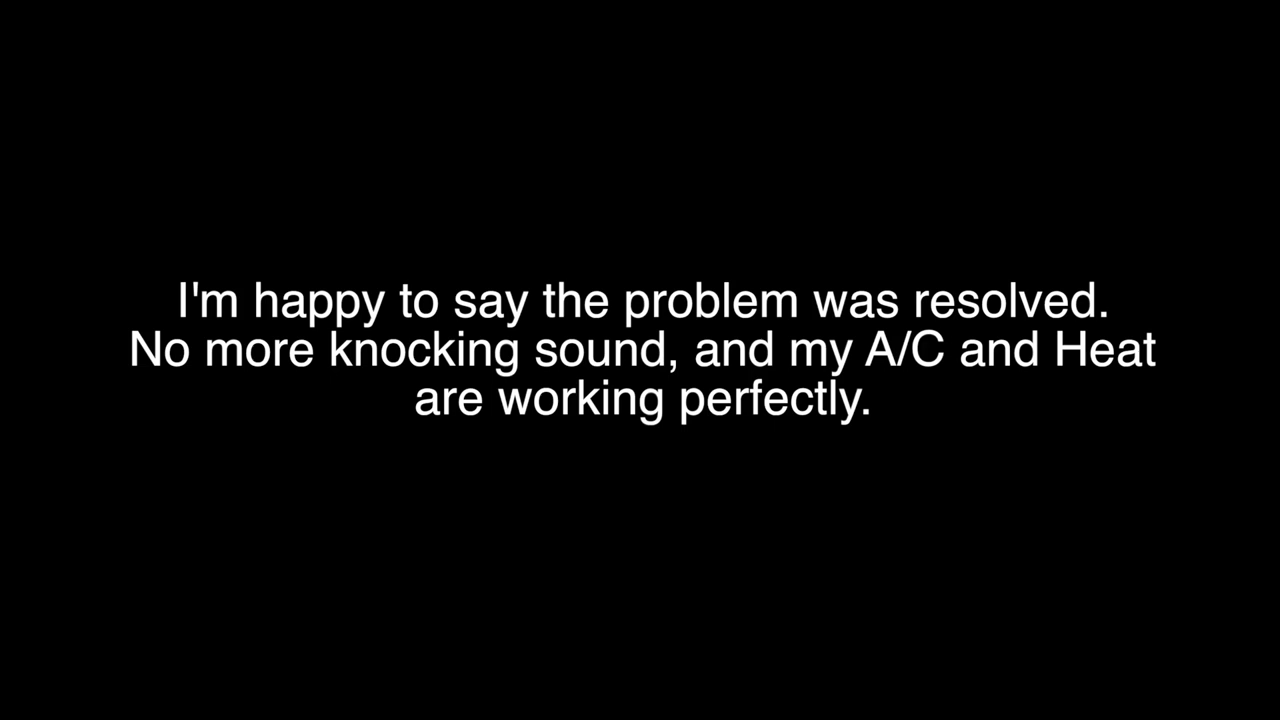 I'm happy to say the problem was resolved.
No more knocking sound, and my A/C and Heat
are working perfectly.